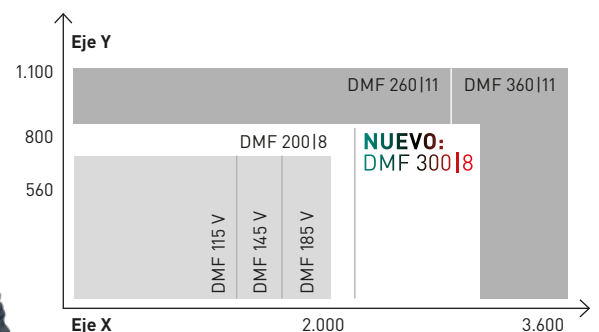 Eje Y
1.100
DMF 260|11
DMF 360|11
800
DMF 200|8
NUEVO:
DMF 300|8
560
DMF 115 V
DMF 145 V
DMF 185 V
Eje X
2.000
3.600